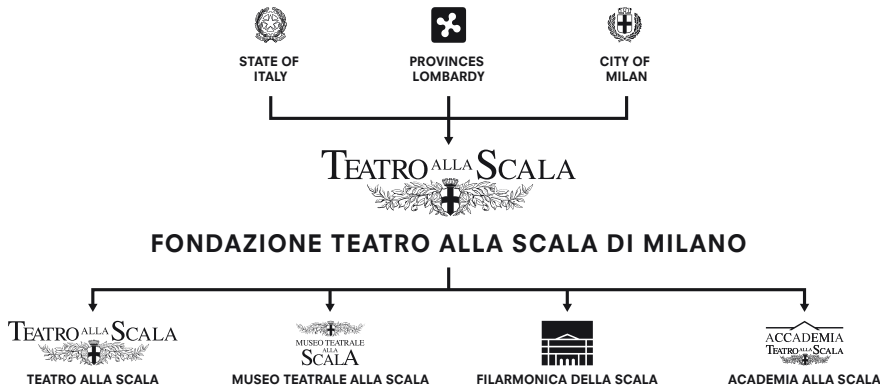 STATE OF
ITALY
PROVINCES
LOMBARDY
CITY OF
MILAN
TEATRO ALLA SCALA
FONDAZIONE TEATRO ALLA SCALA DI MILANO
TEATRO ALLA SCALA
TEATRO ALLA SCALA
MUSEO TEATRALE
ALLA
SCALA
MUSEO TEATRALE ALLA SCALA
FILARMONICA DELLA SCALA
ACCADEMIA
TEATRO ALLA SCALA
ACADEMIA ALLA SCALA